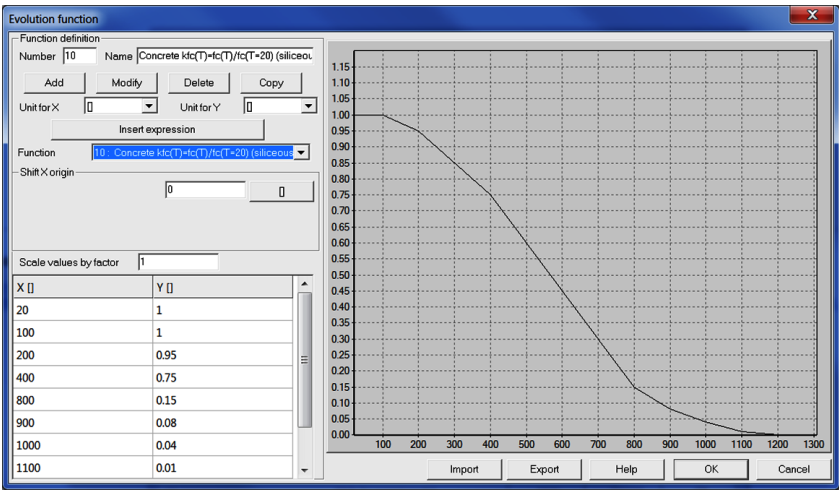 Evolution function
Function definition
Number 10 Name Concrete kfc(T)=fc(T)/fc(T=20) (siliceou
Add Modify Delete Copy
Unit for X [] Unit for Y []
Insert expression
Function 10 : Concrete kfc(T)=fc(T)/fc(T=20) (siliceous
Shift X origin
0 []
Scale values by factor 1
X [] Y []
20 1
100 1
200 0.95
400 0.75
800 0.15
900 0.08
1000 0.04
1100 0.01
1.15
1.10
1.05
1.00
0.95
0.90
0.85
0.80
0.75
0.70
0.65
0.60
0.55
0.50
0.45
0.40
0.35
0.30
0.25
0.20
0.15
0.10
0.05
0.00
100 200 300 400 500 600 700 800 900 1000 1100 1200 1300
Import Export Help OK Cancel